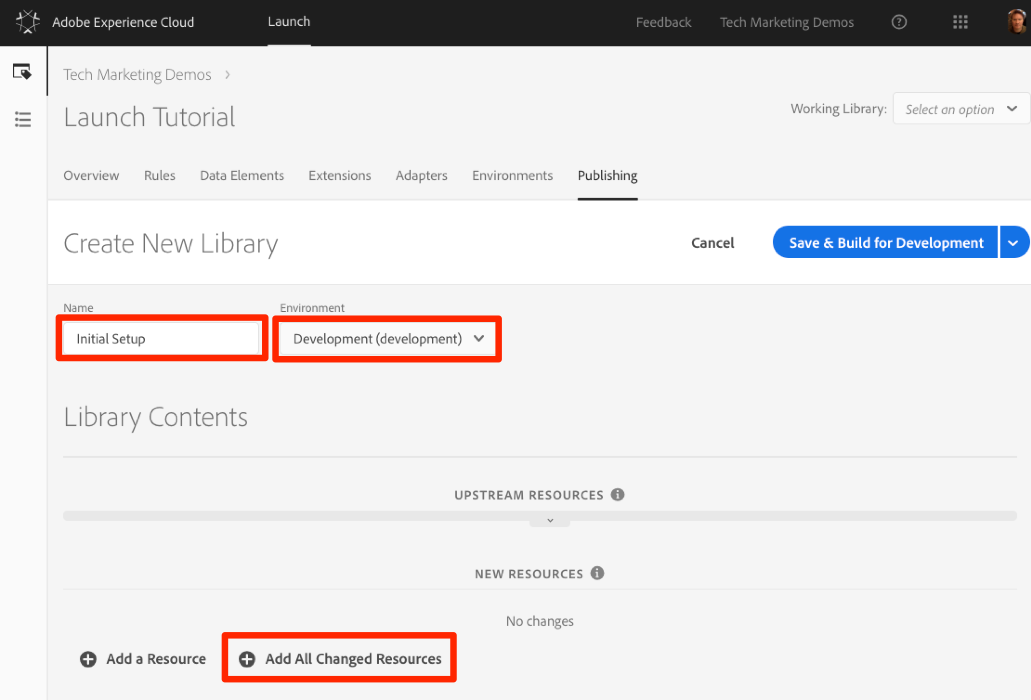 Adobe Experience Cloud Launch Feedback Tech Marketing Demos
Tech Marketing Demos
Launch Tutorial
Working Library: Select an option
Overview Rules Data Elements Extensions Adapters Environments Publishing
Create New Library Cancel Save & Build for Development
Name Environment
Initial Setup Development (development)
Library Contents
UPSTREAM RESOURCES
NEW RESOURCES
No changes
Add a Resource Add All Changed Resources